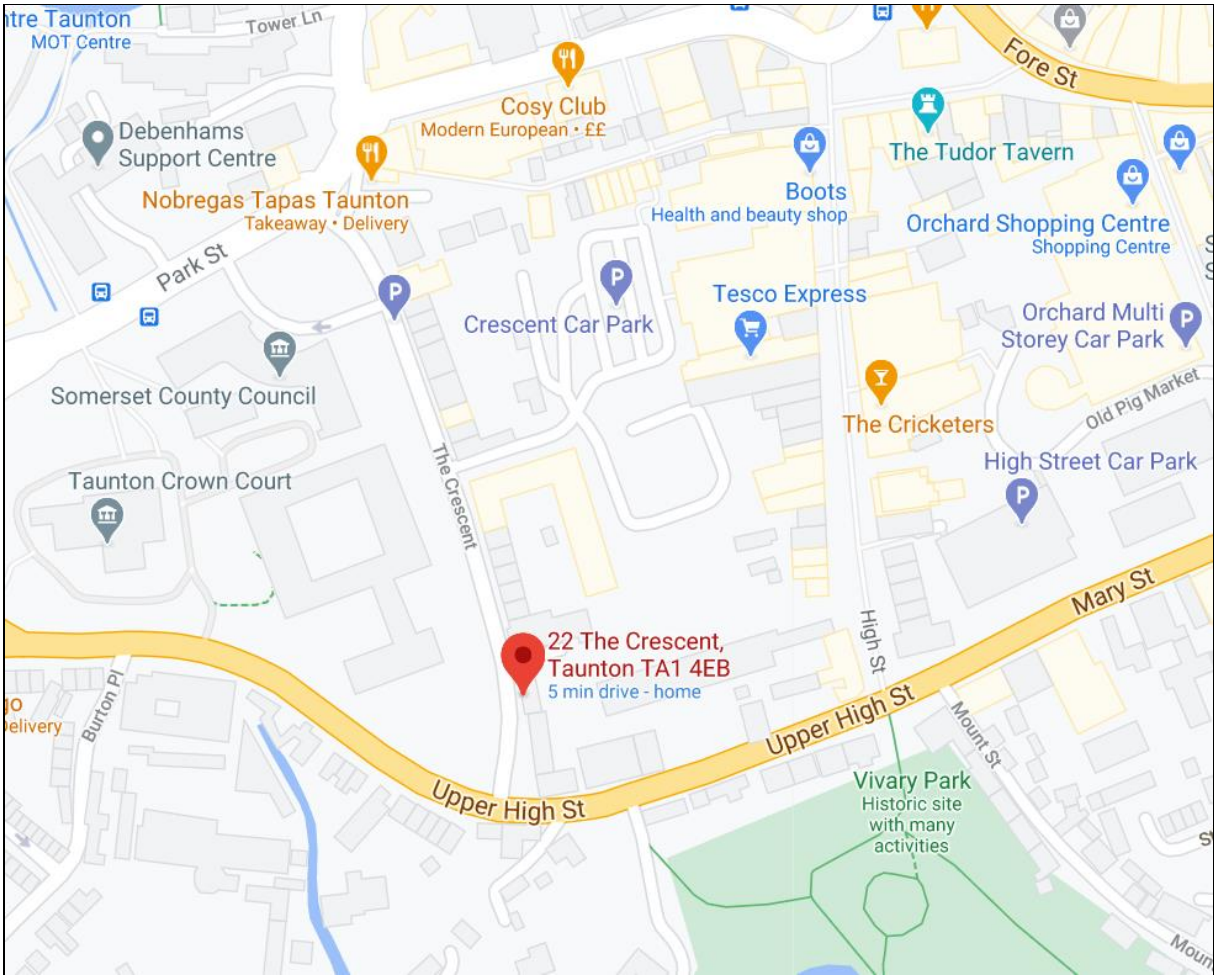 ntre Taunton
MOT Centre
Tower Ln
Fore St
Cosy Club
Modern European • ££
Debenhams
Support Centre
The Tudor Tavern
Nobregas Tapas Taunton
Takeaway • Delivery
Boots
Health and beauty shop
Orchard Shopping Centre
Shopping Centre
Park St
P
P
Crescent Car Park
Tesco Express
Orchard Multi
Storey Car Park
P
Somerset County Council
The Cricketers
Old Pig Market
The Crescent
High Street Car Park
P
Taunton Crown Court
Mary St
High St
22 The Crescent,
Taunton TA1 4EB
5 min drive - home
Burton Pl
go
Delivery
Upper High St
Mount St
Upper High St
Vivary Park
Historic site
with many
activities
St
Moun